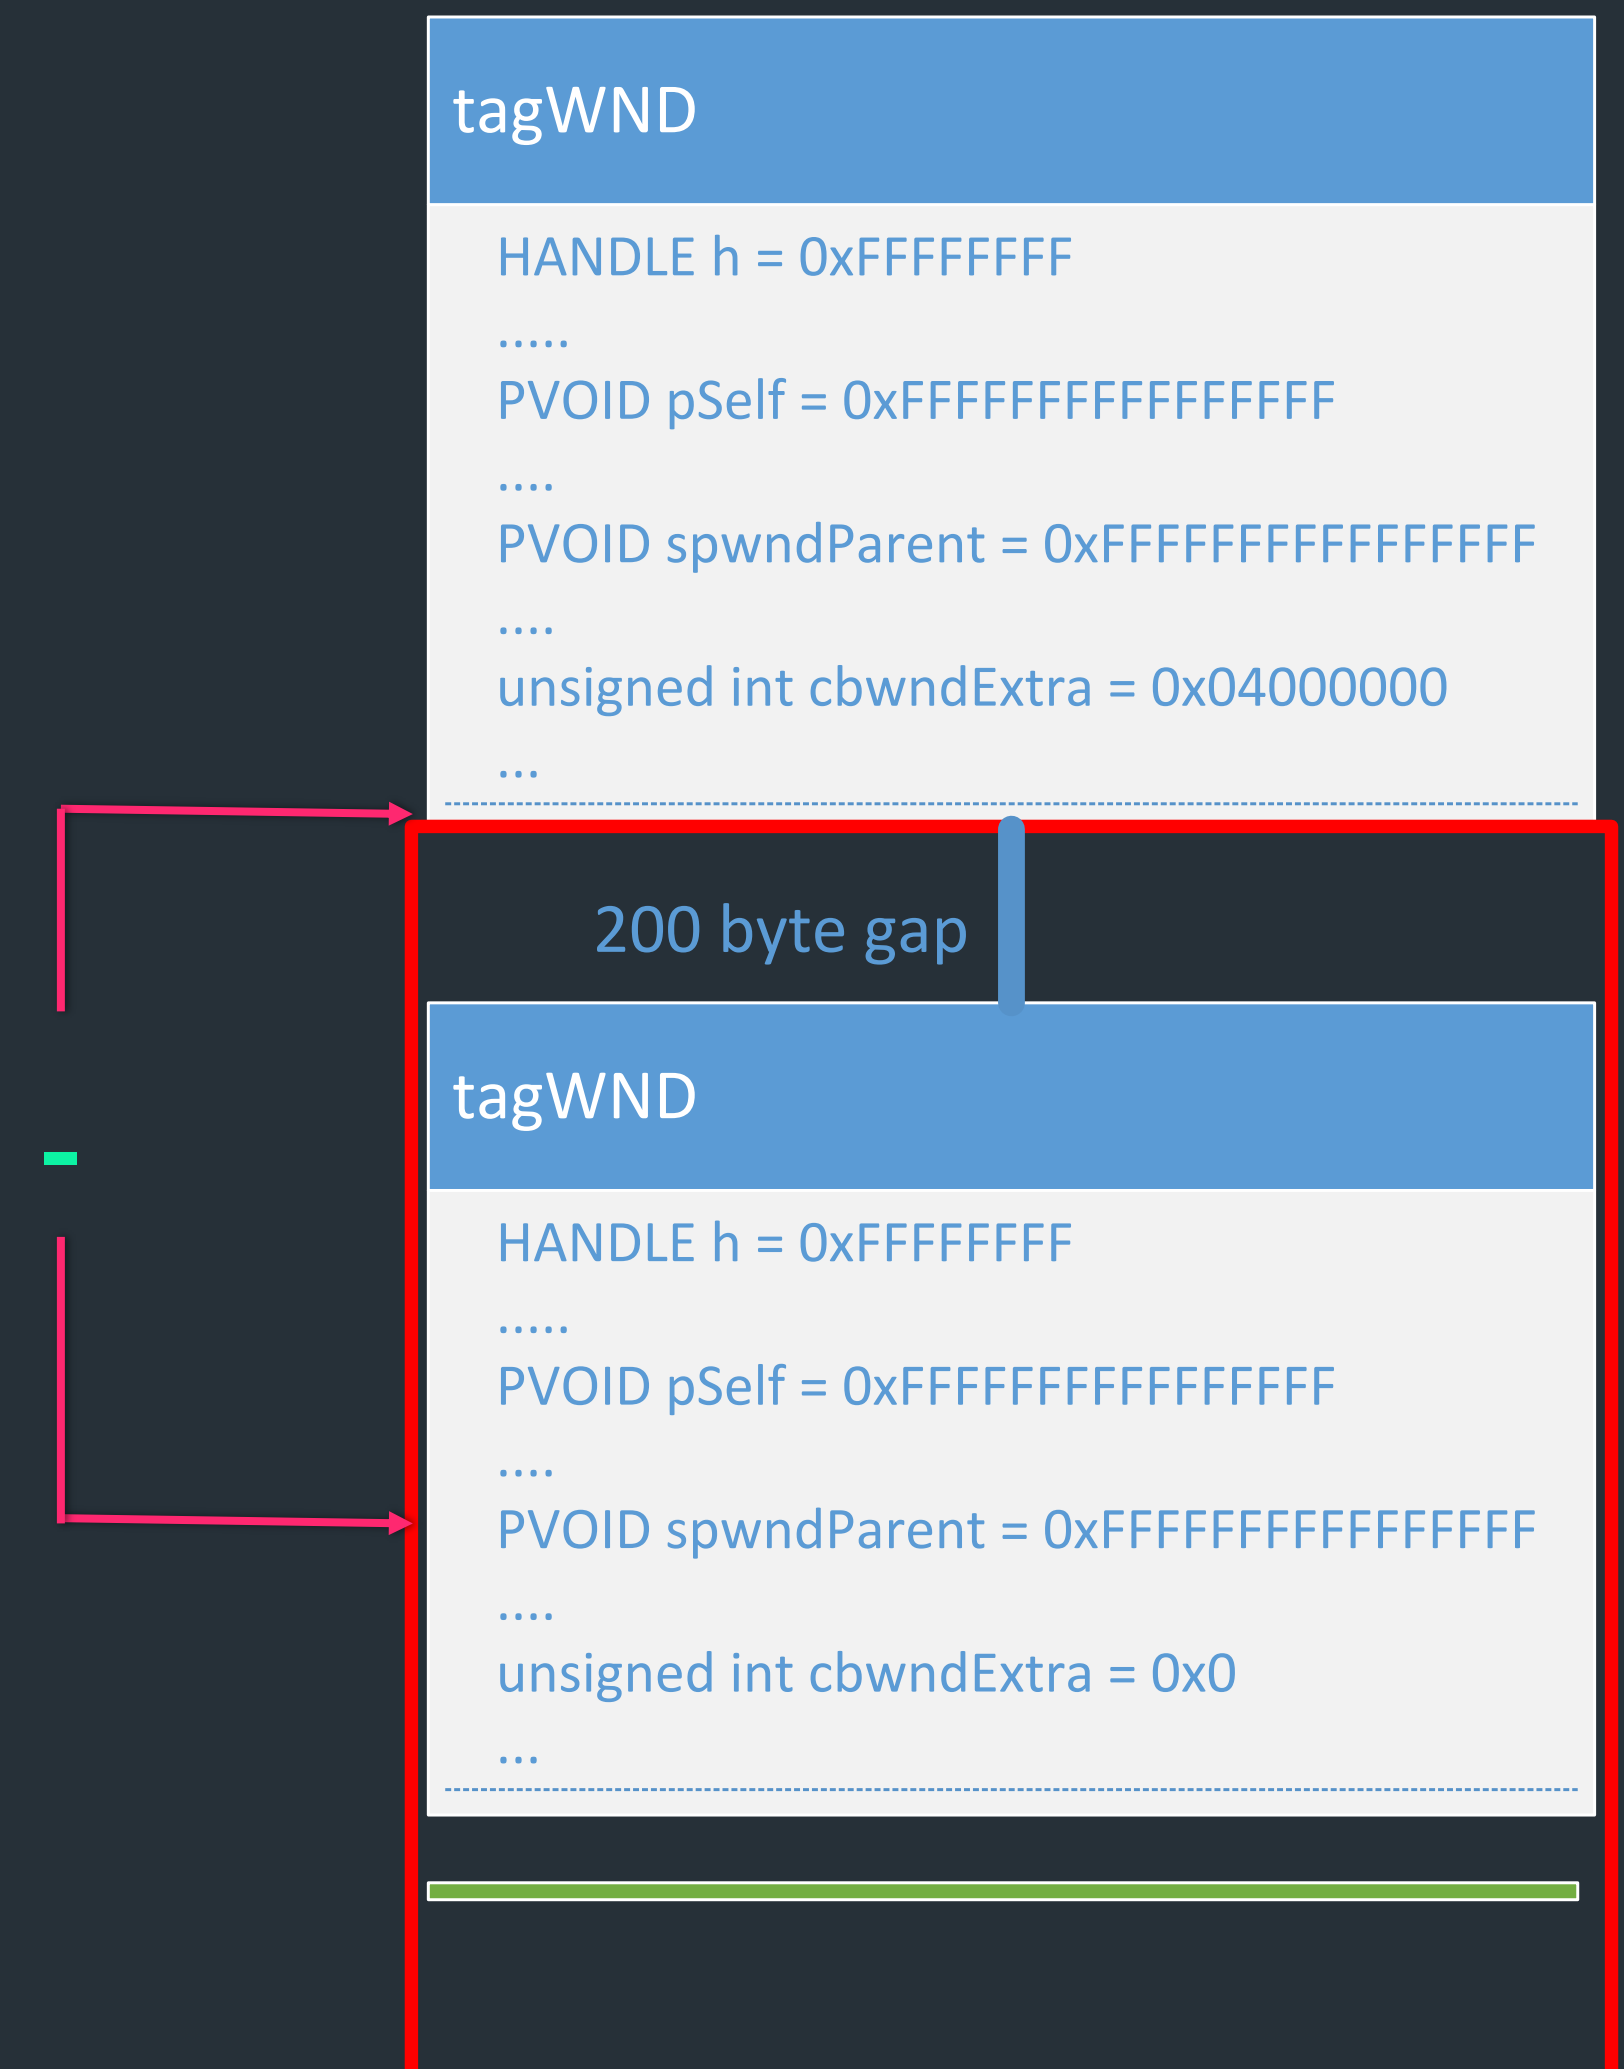 tagWND
HANDLE h = 0xFFFFFFFF
.....
PVOID pSelf = 0xFFFFFFFFFFFFFFFF
....
PVOID spwndParent = 0xFFFFFFFFFFFFFFFF
....
unsigned int cbwndExtra = 0x04000000
...
200 byte gap
tagWND
HANDLE h = 0xFFFFFFFF
.....
PVOID pSelf = 0xFFFFFFFFFFFFFFFF
....
PVOID spwndParent = 0xFFFFFFFFFFFFFFFF
....
unsigned int cbwndExtra = 0x0
...